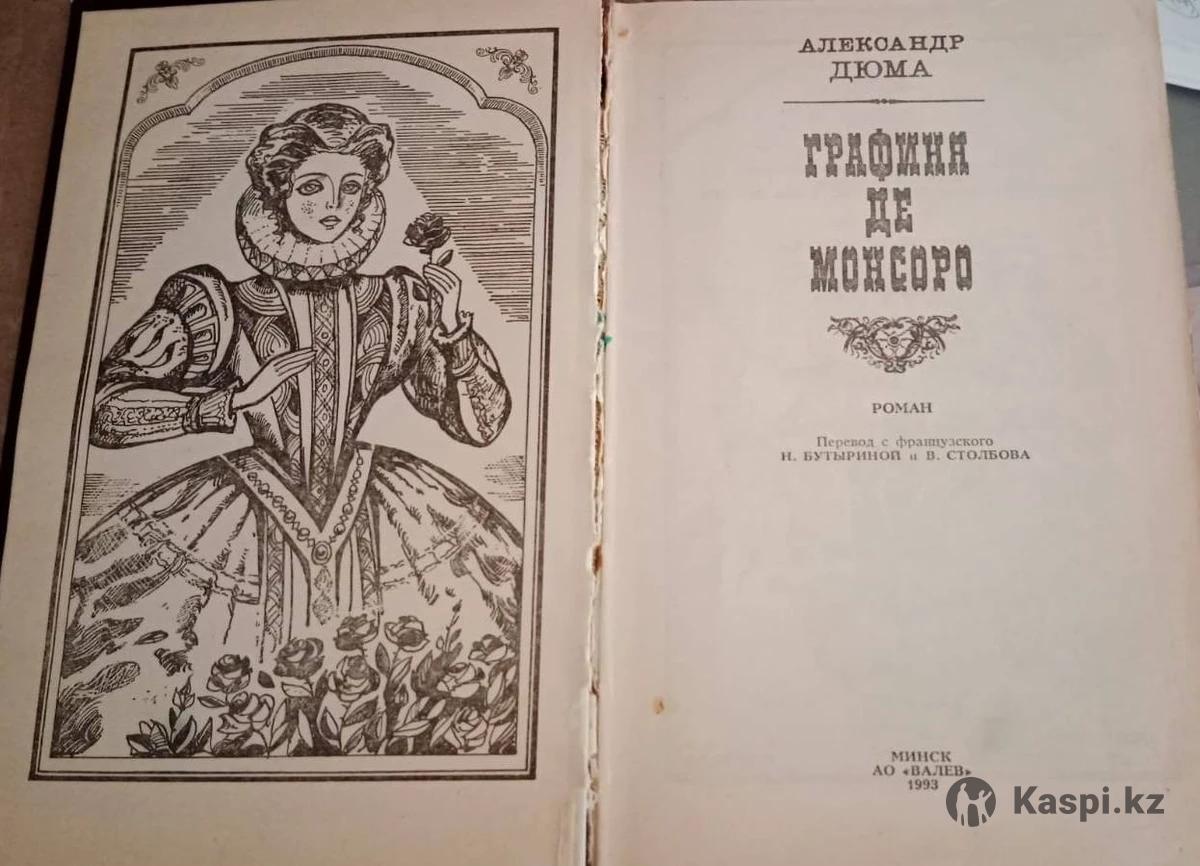 АЛЕКСАНДР
ДЮМА
ГРАФИНЯ
ДЕ
МОНСОРО
РОМАН
Перевод с французского
Н. БУТЫРИНОЙ и В. СТОЛБОВА
МИНСК
АО «ВАЛЕВ»
1993
Kaspi.kz